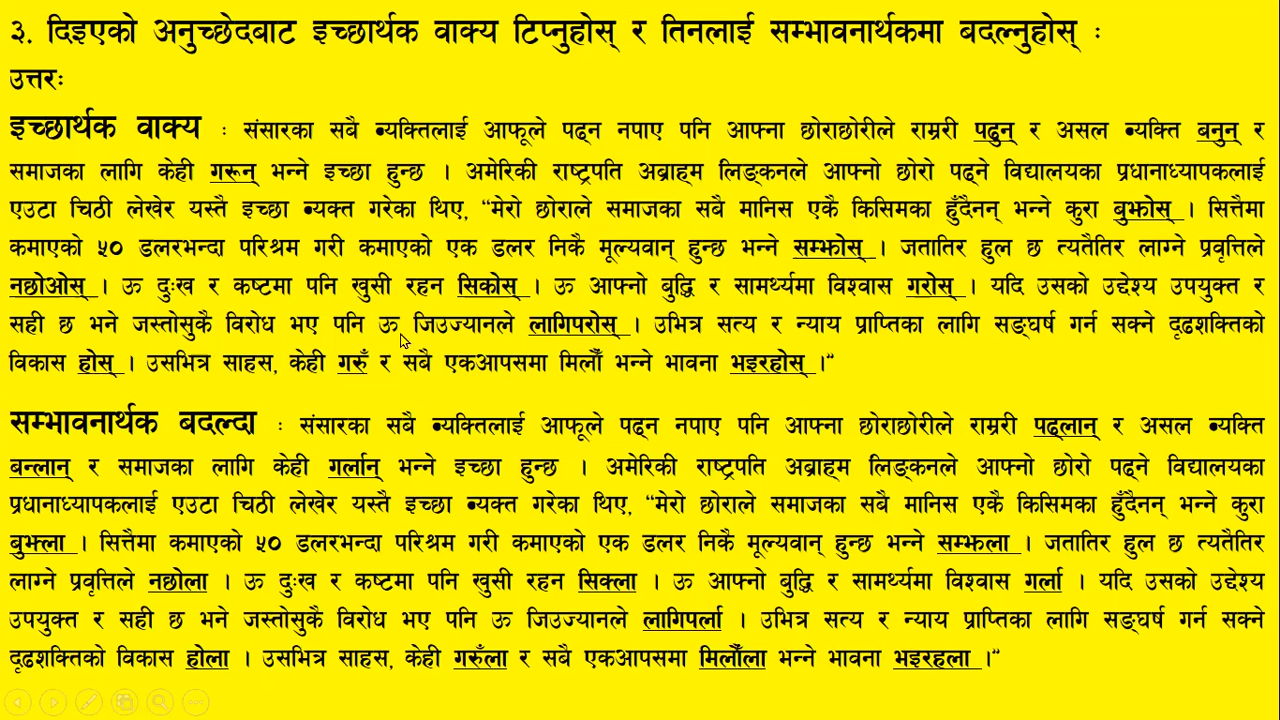 ३. दिइएको अनुच्छेदबाट इच्छार्थक वाक्य टिप्नुहोस् र तिनलाई सम्भावनार्थकमा बदल्नुहोस् :
उत्तरः
इच्छार्थक वाक्य : संसारका सबै व्यक्तिलाई आफूले पढ्न नपाए पनि आफ्ना छोराछोरीले राम्ररी पढुन् र असल व्यक्ति बनुन् र
समाजका लागि केही गरून् भन्ने इच्छा हुन्छ । अमेरिकी राष्ट्रपति अब्राहम लिङ्कनले आफ्नो छोरो पढ्ने विद्यालयका प्रधानाध्यापकलाई
एउटा चिठी लेखेर यस्तै इच्छा व्यक्त गरेका थिए, "मेरो छोराले समाजका सबै मानिस एकै किसिमका हुँदैनन् भन्ने कुरा बुझोस् । सित्तैमा
कमाएको ५० डलरभन्दा परिश्रम गरी कमाएको एक डलर निकै मूल्यवान् हुन्छ भन्ने सम्झोस् । जतातिर हुल छ त्यतैतिर लाग्ने प्रवृत्तिले
नछोओस् । ऊ दुःख र कष्टमा पनि खुसी रहन सिकोस् । ऊ आफ्नो बुद्धि र सामर्थ्यमा विश्वास गरोस् । यदि उसको उद्देश्य उपयुक्त र
सही छ भने जस्तोसुकै विरोध भए पनि ऊ जिउज्यानले लागिपरोस् । उभित्र सत्य र न्याय प्राप्तिका लागि सङ्घर्ष गर्न सक्ने दृढशक्तिको
विकास होस् । उसभित्र साहस, केही गरुँ र सबै एकआपसमा मिलौँ भन्ने भावना भइरहोस् ।"
सम्भावनार्थक बदल्दा : संसारका सबै व्यक्तिलाई आफूले पढ्न नपाए पनि आफ्ना छोराछोरीले राम्ररी पढ्लान् र असल व्यक्ति
बन्लान् र समाजका लागि केही गर्लान् भन्ने इच्छा हुन्छ । अमेरिकी राष्ट्रपति अब्राहम लिङ्कनले आफ्नो छोरो पढ्ने विद्यालयका
प्रधानाध्यापकलाई एउटा चिठी लेखेर यस्तै इच्छा व्यक्त गरेका थिए, "मेरो छोराले समाजका सबै मानिस एकै किसिमका हुँदैनन् भन्ने कुरा
बुझ्ला । सित्तैमा कमाएको ५० डलरभन्दा परिश्रम गरी कमाएको एक डलर निकै मूल्यवान् हुन्छ भन्ने सम्झला । जतातिर हुल छ त्यतैतिर
लाग्ने प्रवृत्तिले नछोला । ऊ दुःख र कष्टमा पनि खुसी रहन सिक्ला । ऊ आफ्नो बुद्धि र सामर्थ्यमा विश्वास गर्ला । यदि उसको उद्देश्य
उपयुक्त र सही छ भने जस्तोसुकै विरोध भए पनि ऊ जिउज्यानले लागिपर्ला । उभित्र सत्य र न्याय प्राप्तिका लागि सङ्घर्ष गर्न सक्ने
दृढशक्तिको विकास होला । उसभित्र साहस, केही गरुँला र सबै एकआपसमा मिलौँला भन्ने भावना भइरहला ।"